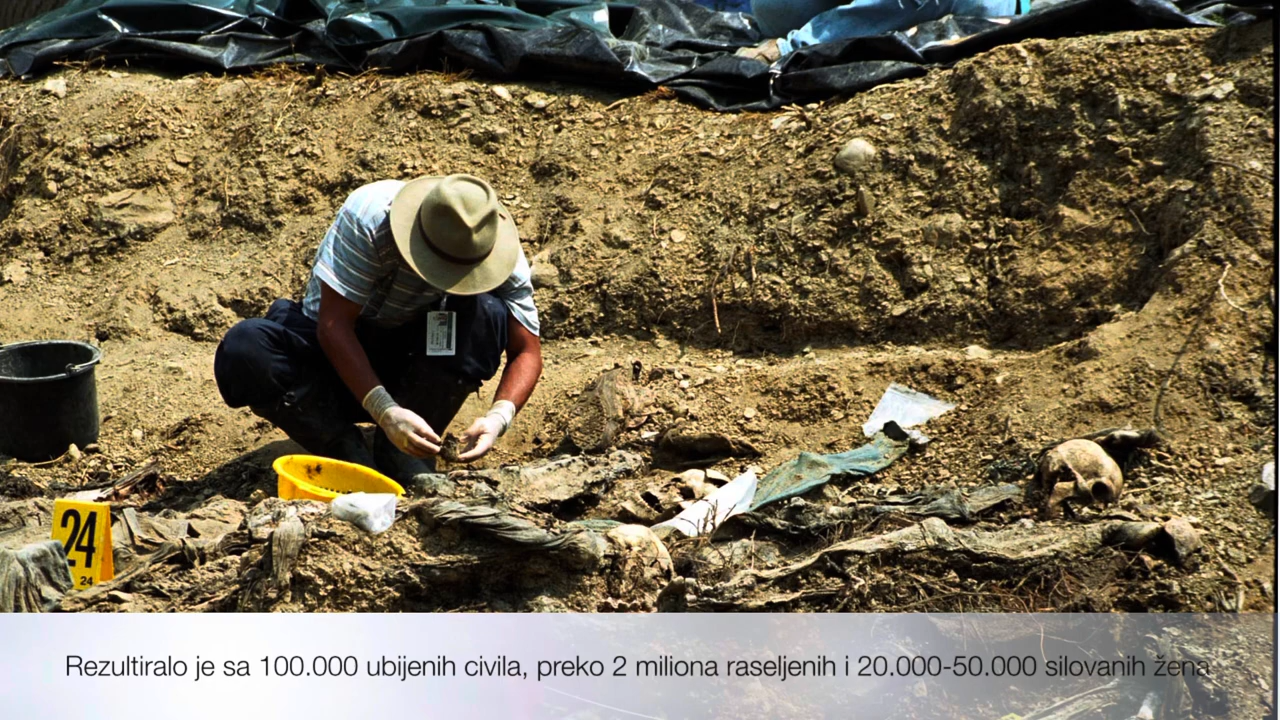 24
24
Rezultiralo je sa 100.000 ubijenih civila, preko 2 miliona raseljenih i 20.000-50.000 silovanih žena